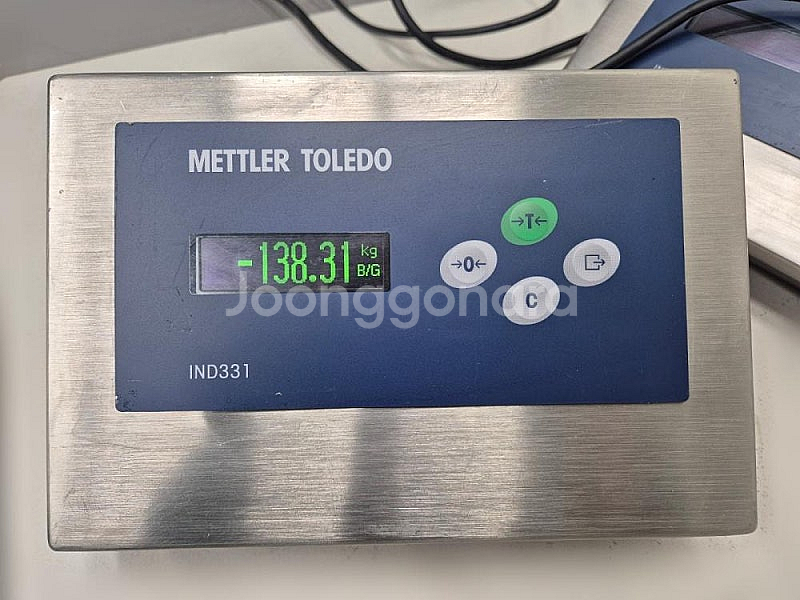 METTLER TOLEDO
-138.31 kg
B/G
→T←
→0←
C
Joonggonara
IND331